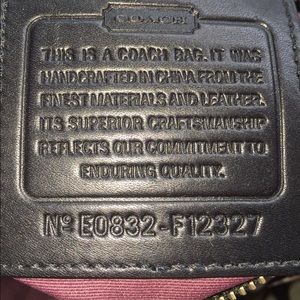 COACH
THIS IS A COACH BAG. IT WAS
HANDCRAFTED IN CHINA FROM THE
FINEST MATERIALS AND LEATHER.
ITS SUPERIOR CRAFTSMANSHIP
REFLECTS OUR COMMITMENT TO
ENDURING QUALITY.
Nº E0832-F12327